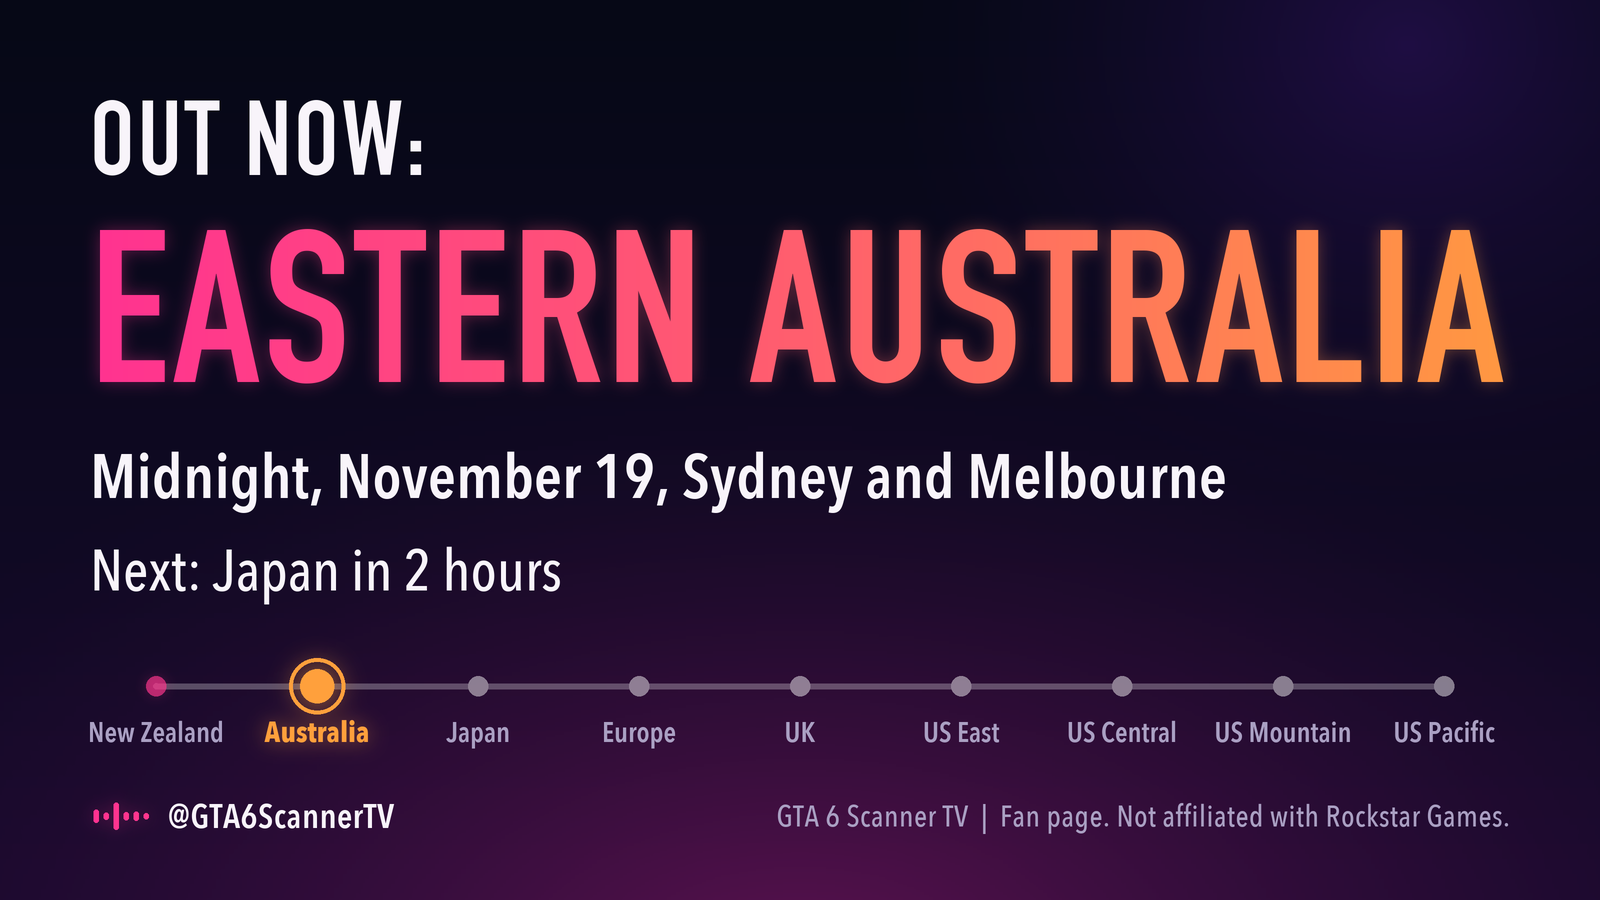 OUT NOW:
EASTERN AUSTRALIA
Midnight, November 19, Sydney and Melbourne
Next: Japan in 2 hours
New Zealand Australia Japan Europe UK US East US Central US Mountain US Pacific
@GTA6ScannerTV GTA 6 Scanner TV | Fan page. Not affiliated with Rockstar Games.